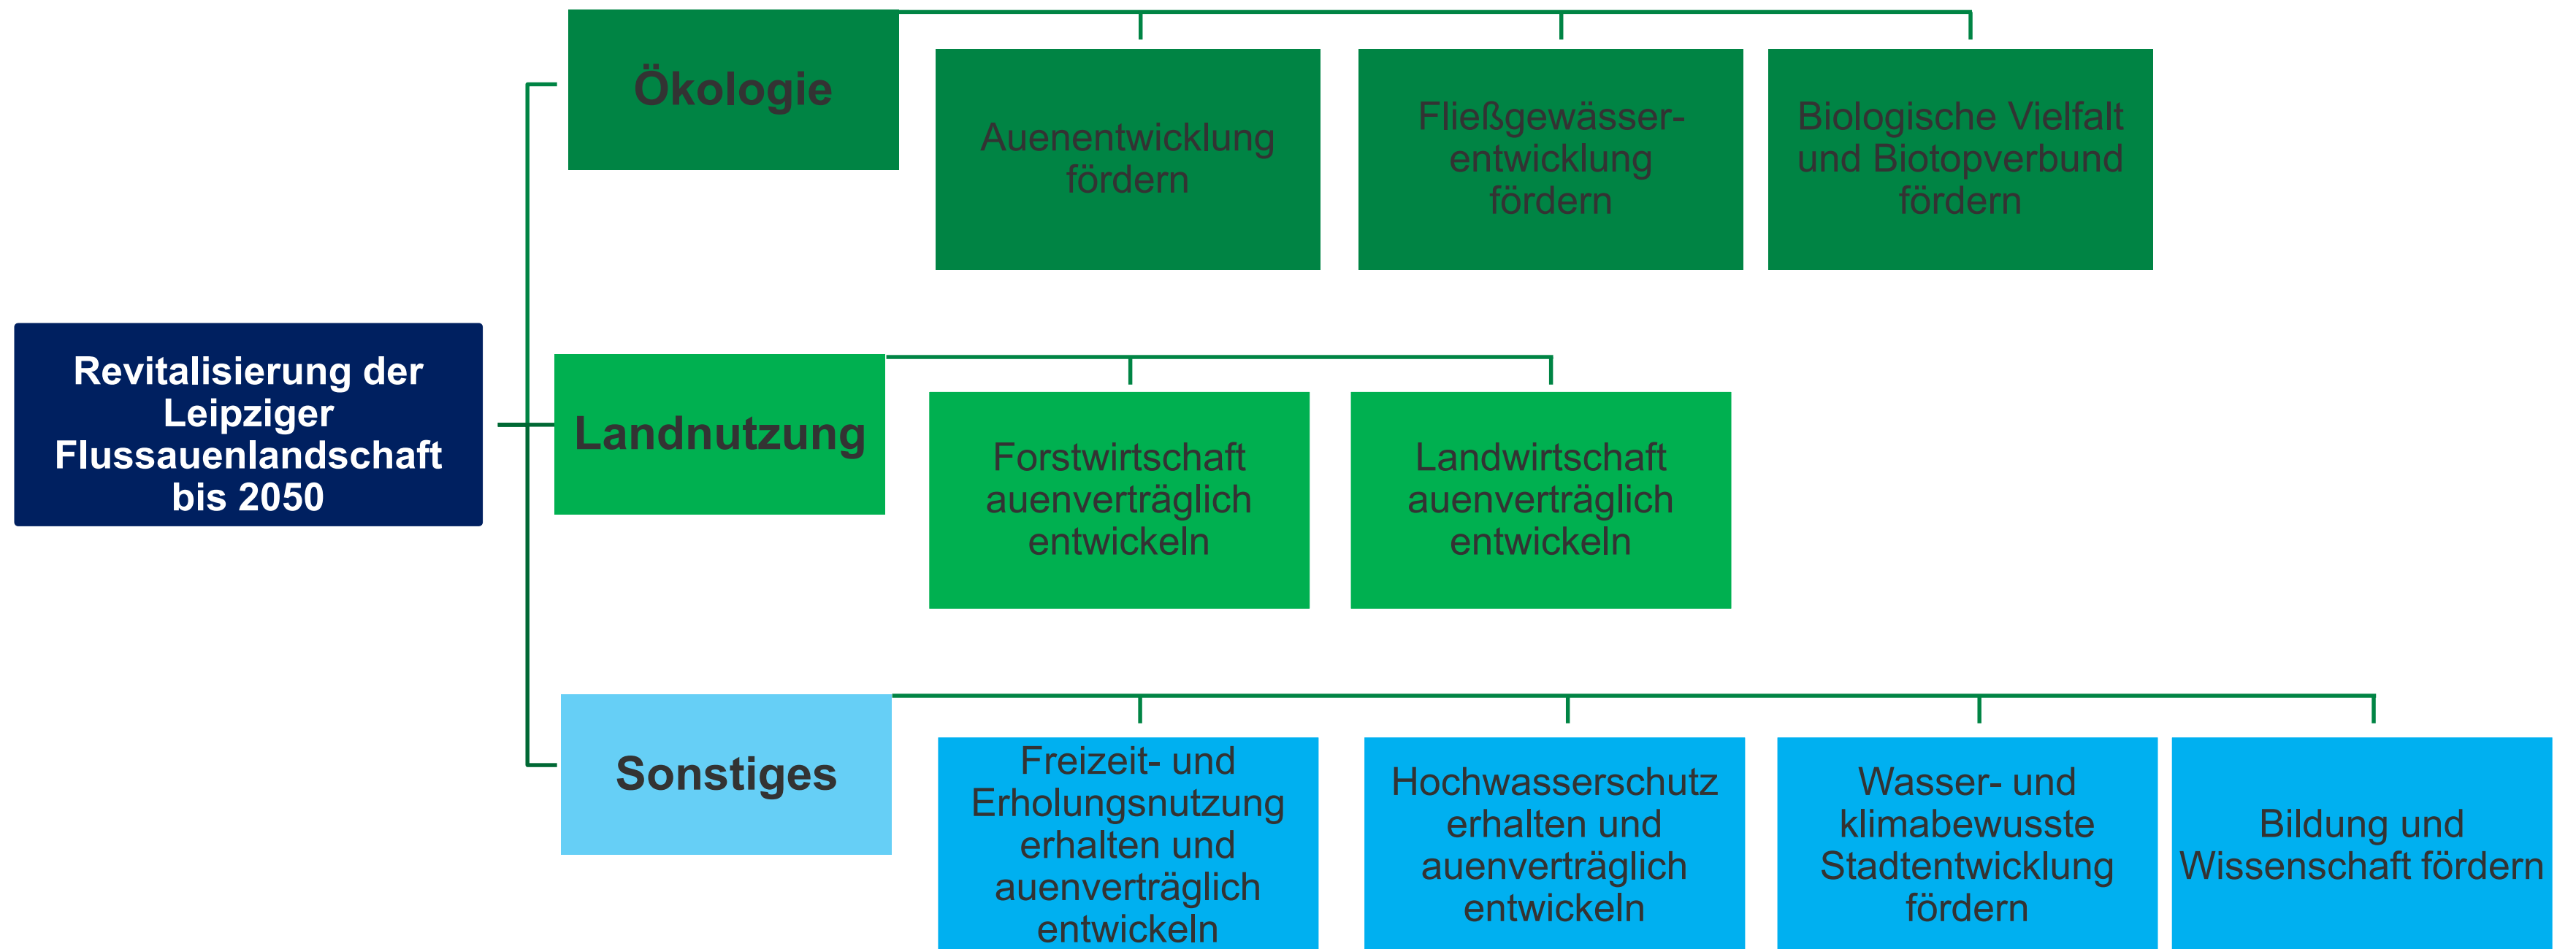 Ökologie
Auenentwicklung
fördern
Fließgewässer-
entwicklung
fördern
Biologische Vielfalt
und Biotopverbund
fördern
Revitalisierung der
Leipziger
Flussauenlandschaft
bis 2050
Landnutzung
Forstwirtschaft
auenverträglich
entwickeln
Landwirtschaft
auenverträglich
entwickeln
Sonstiges
Freizeit- und
Erholungsnutzung
erhalten und
auenverträglich
entwickeln
Hochwasserschutz
erhalten und
auenverträglich
entwickeln
Wasser- und
klimabewusste
Stadtentwicklung
fördern
Bildung und
Wissenschaft fördern